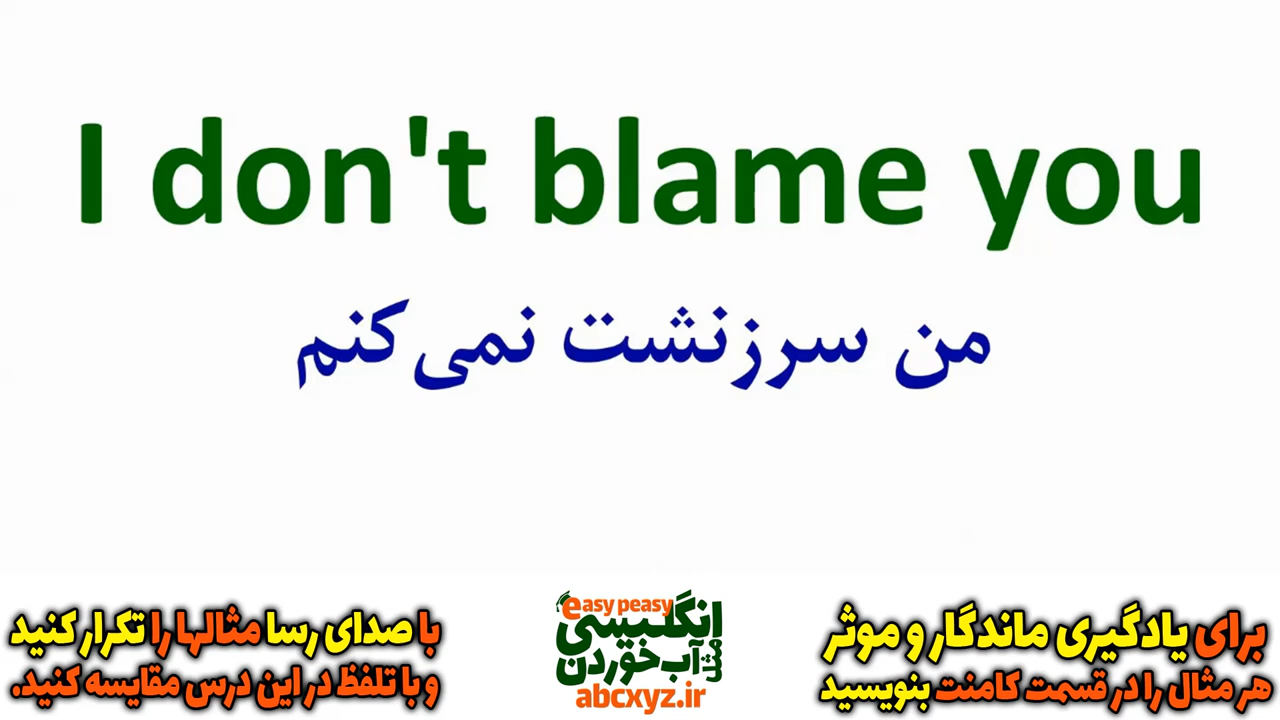 I don't blame you
من سرزنشت نمی‌کنم
برای یادگیری ماندگار و موثر
هر مثال را در قسمت کامنت بنویسید
easy peasy
انگلیسی
مثل آب خوردن
abcxyz.ir
با صدای رسا مثالها را تکرار کنید
و با تلفظ در این درس مقایسه کنید.